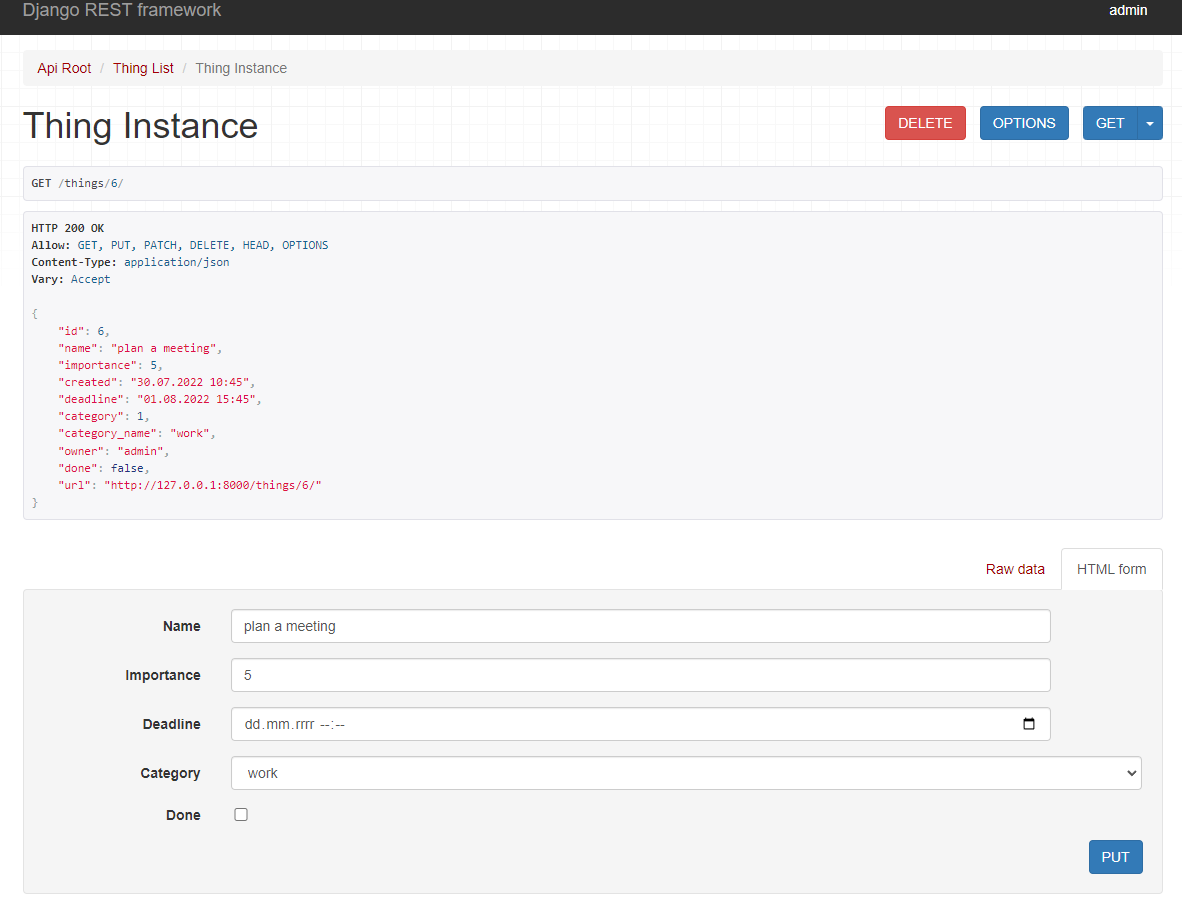 Django REST framework
admin
Api Root / Thing List / Thing Instance
Thing Instance
DELETE
OPTIONS
GET
GET /things/6/
HTTP 200 OK
Allow: GET, PUT, PATCH, DELETE, HEAD, OPTIONS
Content-Type: application/json
Vary: Accept
{
    "id": 6,
    "name": "plan a meeting",
    "importance": 5,
    "created": "30.07.2022 10:45",
    "deadline": "01.08.2022 15:45",
    "category": 1,
    "category_name": "work",
    "owner": "admin",
    "done": false,
    "url": "http://127.0.0.1:8000/things/6/"
}
Raw data
HTML form
Name
plan a meeting
Importance
5
Deadline
dd.mm.rrrr --:--
Category
work
Done
PUT